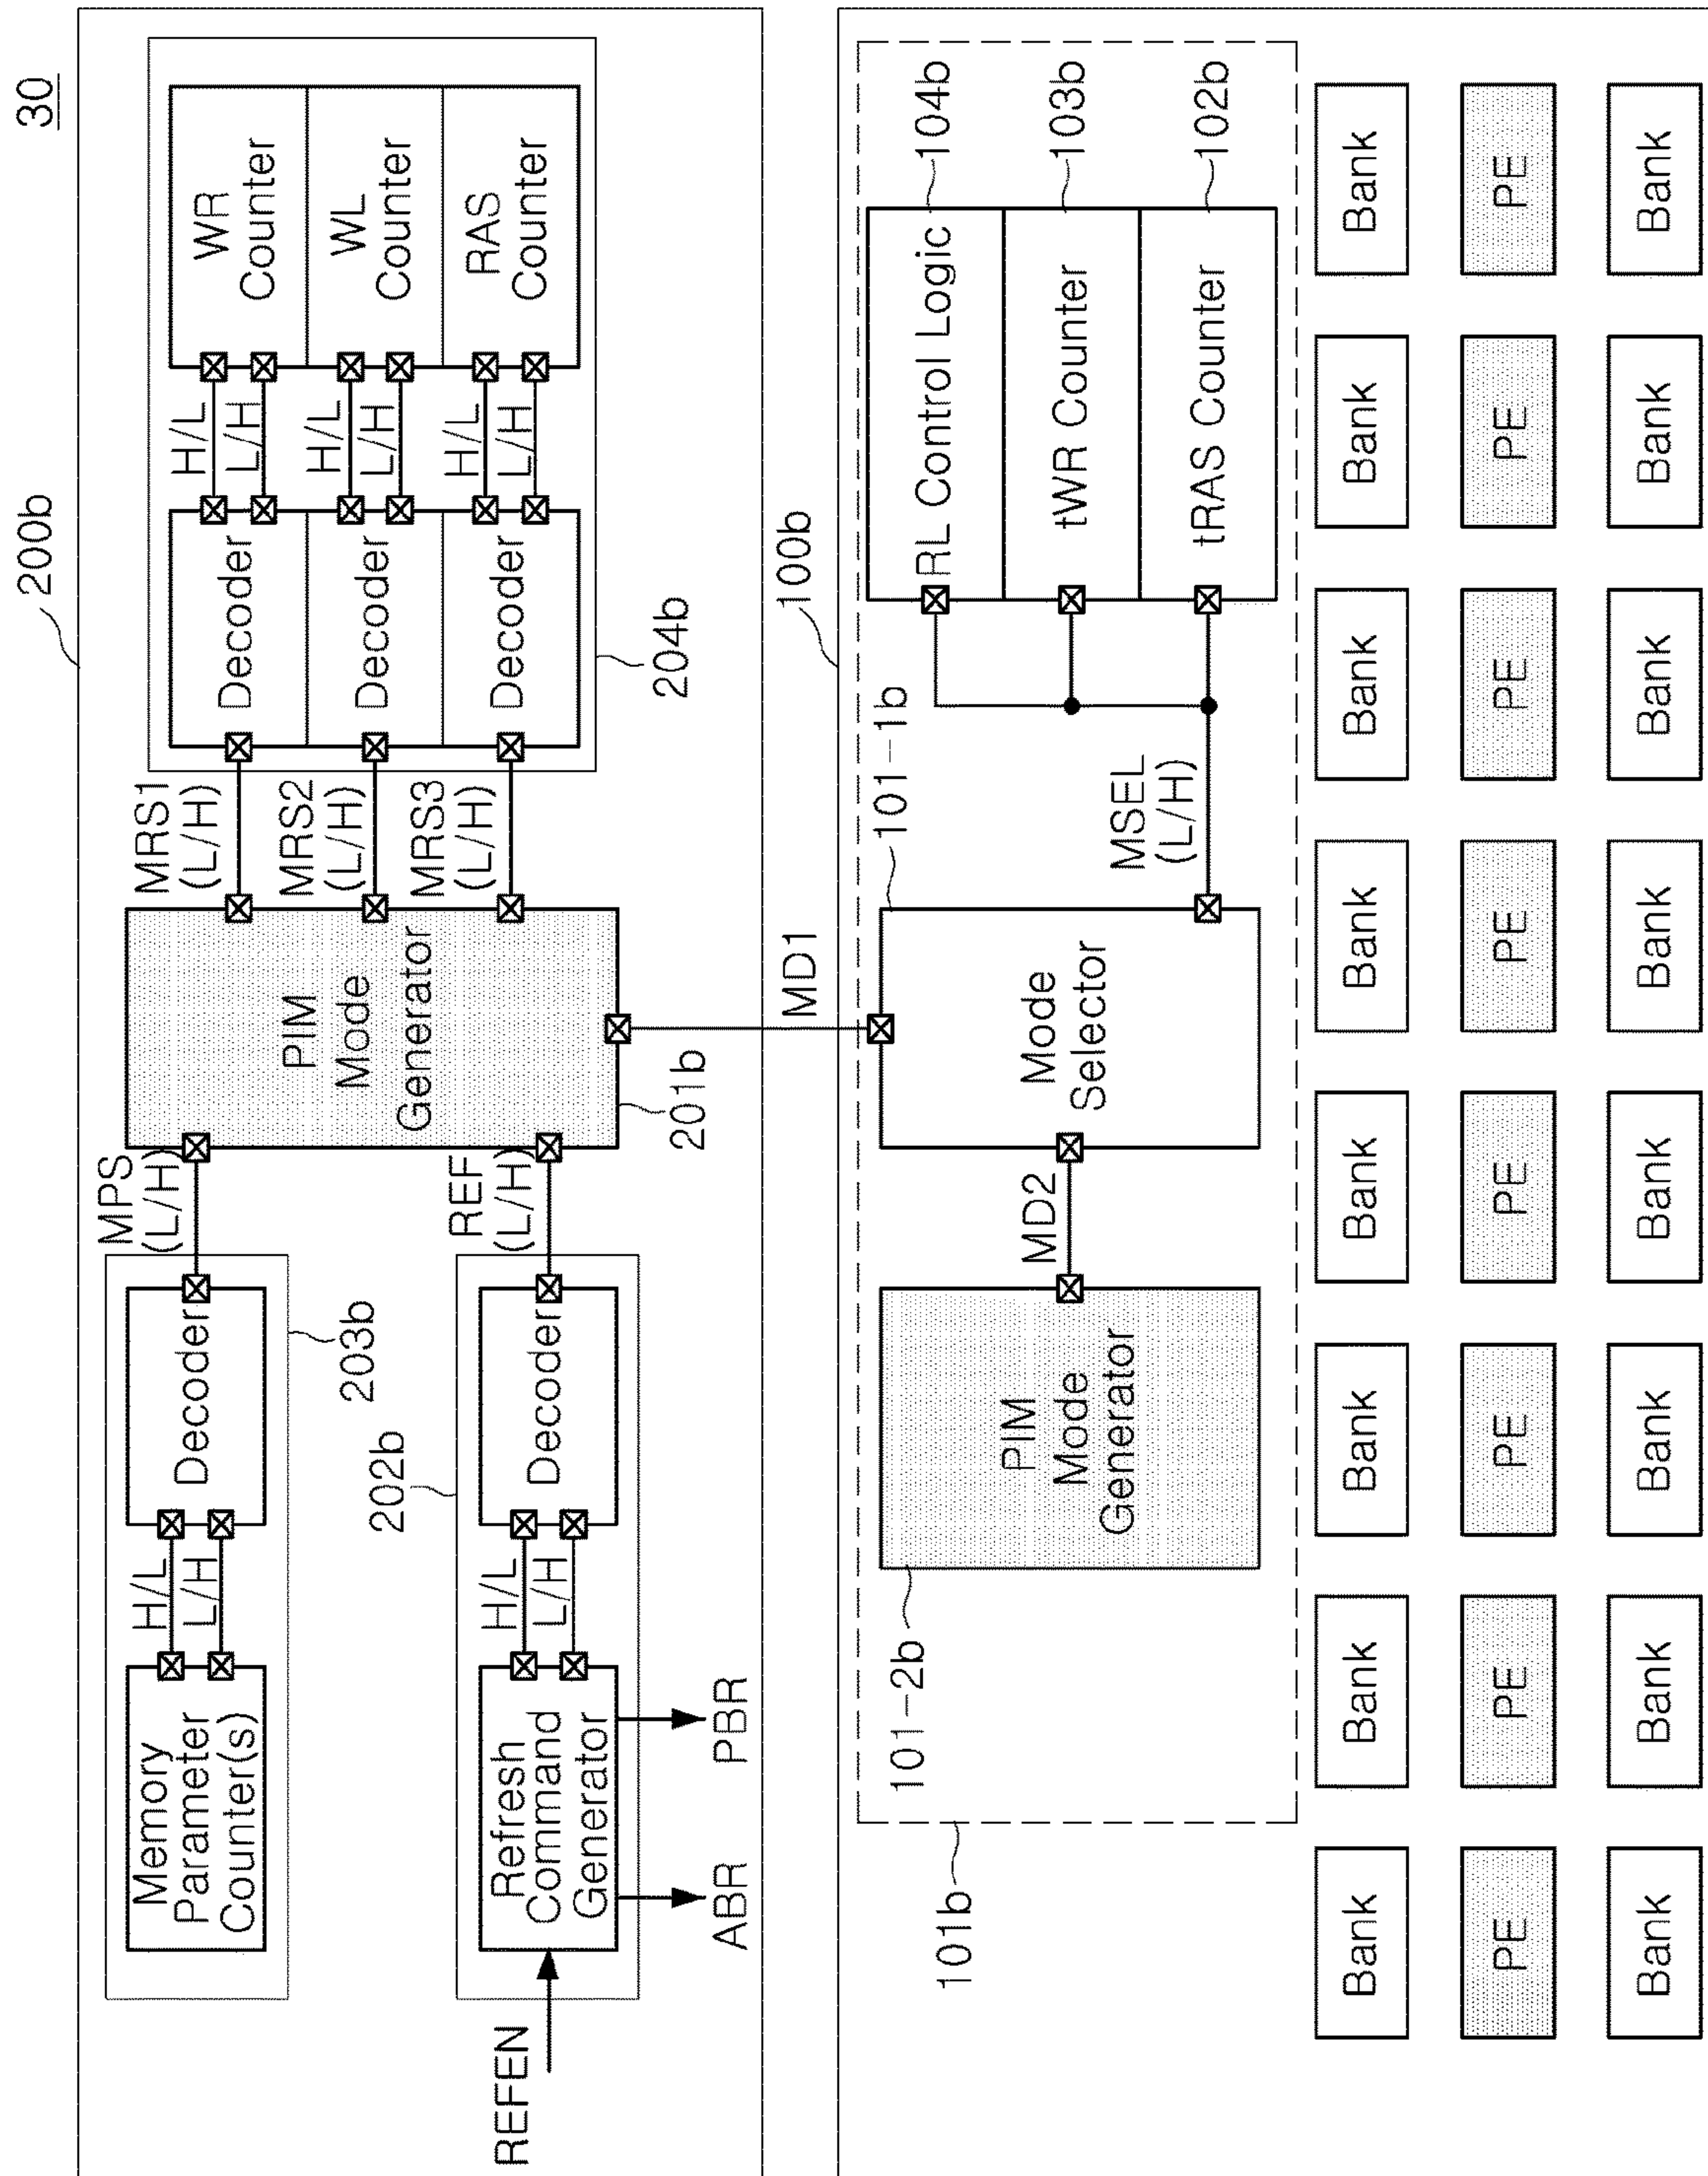 30
200b
Memory
Parameter
Counter(s)
H/L
L/H
Decoder
203b
MPS
(L/H)
REFEN
Refresh
Command
Generator
H/L
L/H
Decoder
202b
REF
(L/H)
ABR
PBR
PIM
Mode
Generator
201b
MRS1
(L/H)
MRS2
(L/H)
MRS3
(L/H)
Decoder
Decoder
Decoder
204b
H/L
L/H
H/L
L/H
H/L
L/H
WR
Counter
WL
Counter
RAS
Counter
MD1
100b
101b
101-2b
PIM
Mode
Generator
MD2
Mode
Selector
101-1b
MSEL
(L/H)
RL Control Logic
104b
tWR Counter
103b
tRAS Counter
102b
Bank
Bank
Bank
Bank
Bank
Bank
Bank
Bank
PE
PE
PE
PE
PE
PE
PE
PE
Bank
Bank
Bank
Bank
Bank
Bank
Bank
Bank